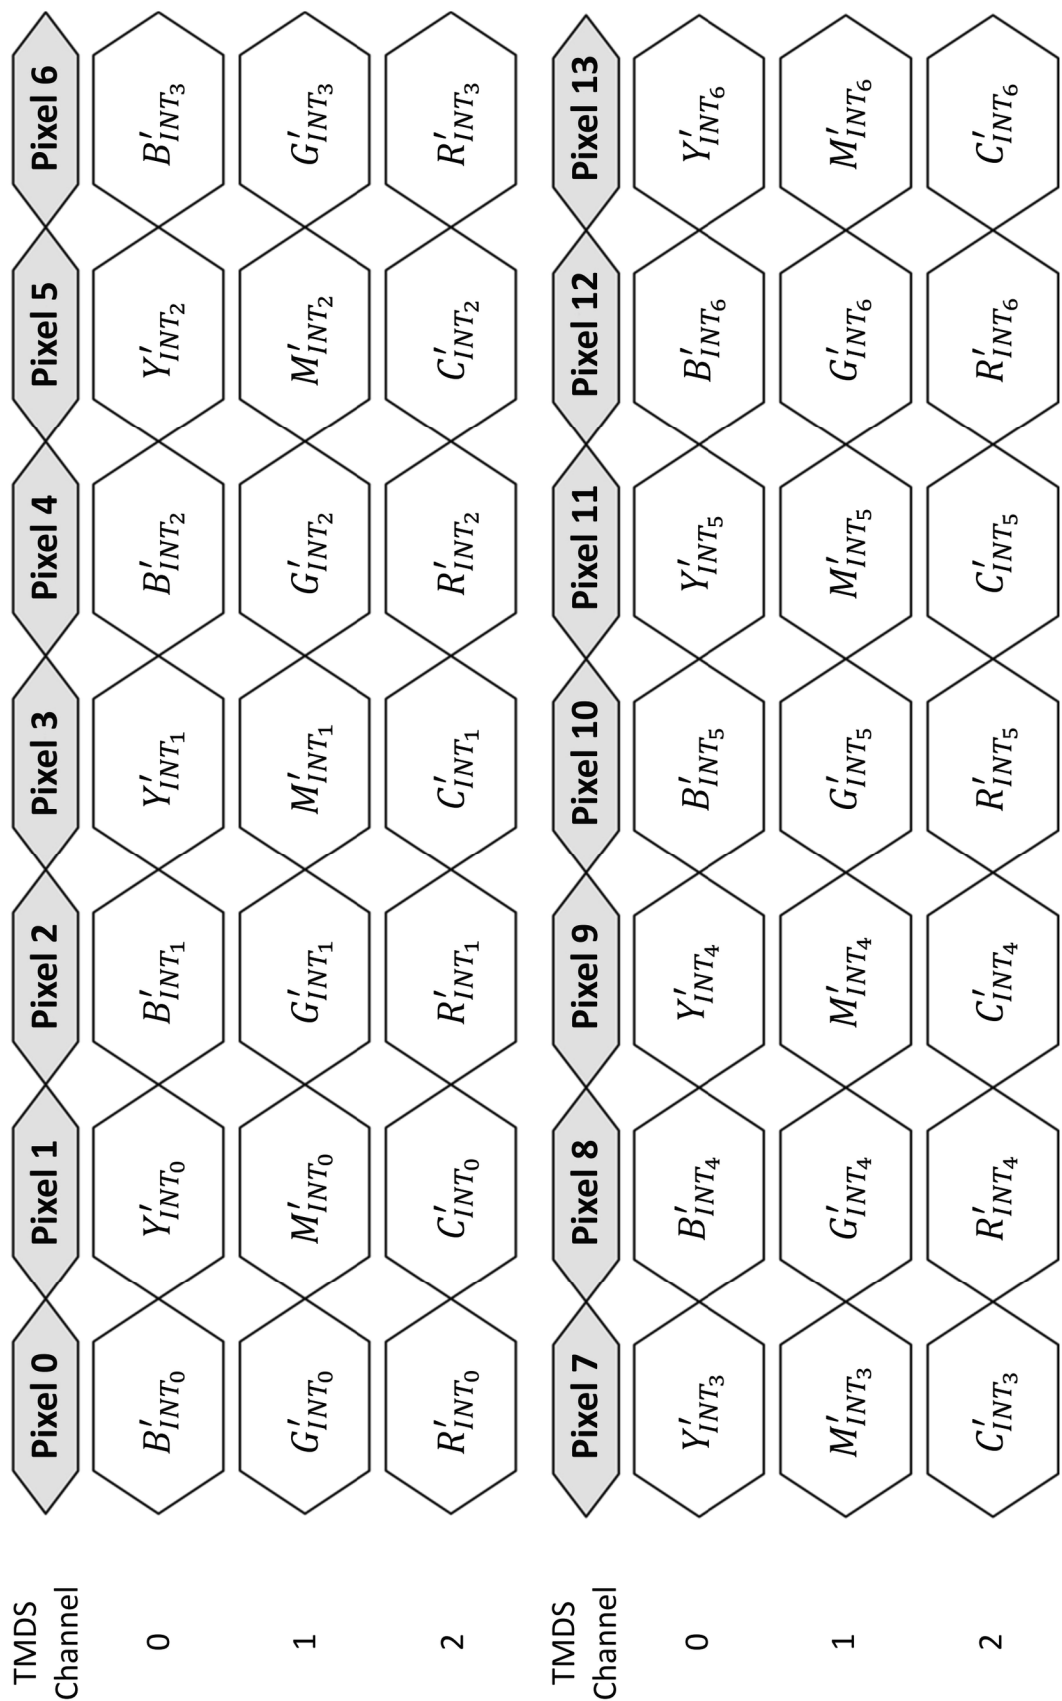 TMDS Channel Pixel 0 Pixel 1 Pixel 2 Pixel 3 Pixel 4 Pixel 5 Pixel 6
0 B′INT₀ Y′INT₀ B′INT₁ Y′INT₁ B′INT₂ Y′INT₂ B′INT₃
1 G′INT₀ M′INT₀ G′INT₁ M′INT₁ G′INT₂ M′INT₂ G′INT₃
2 R′INT₀ C′INT₀ R′INT₁ C′INT₁ R′INT₂ C′INT₂ R′INT₃
TMDS Channel Pixel 7 Pixel 8 Pixel 9 Pixel 10 Pixel 11 Pixel 12 Pixel 13
0 Y′INT₃ B′INT₄ Y′INT₄ B′INT₅ Y′INT₅ B′INT₆ Y′INT₆
1 M′INT₃ G′INT₄ M′INT₄ G′INT₅ M′INT₅ G′INT₆ M′INT₆
2 C′INT₃ R′INT₄ C′INT₄ R′INT₅ C′INT₅ R′INT₆ C′INT₆